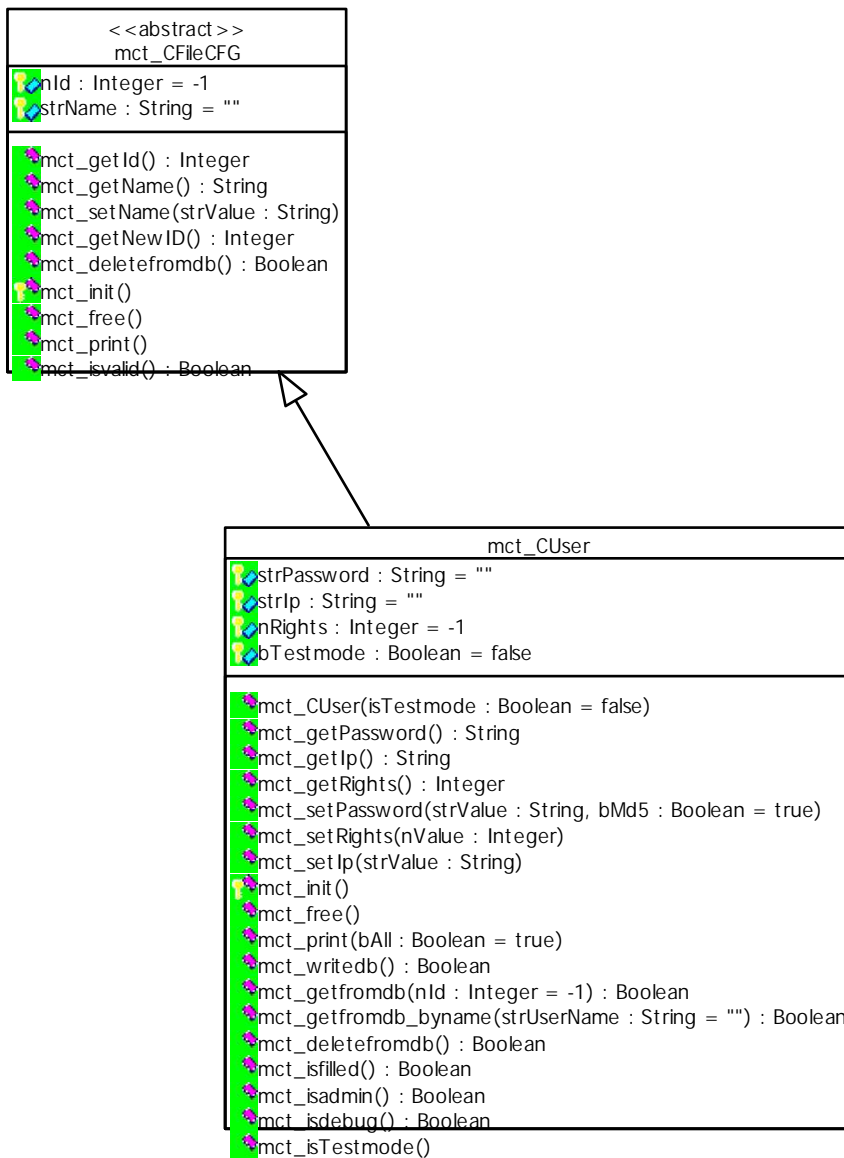 <<abstract>>
mct_CFileCFG
nId : Integer = -1
strName : String = ""
mct_getId() : Integer
mct_getName() : String
mct_setName(strValue : String)
mct_getNewID() : Integer
mct_deletefromdb() : Boolean
mct_init()
mct_free()
mct_print()
mct_isvalid() : Boolean
mct_CUser
strPassword : String = ""
strIp : String = ""
nRights : Integer = -1
bTestmode : Boolean = false
mct_CUser(isTestmode : Boolean = false)
mct_getPassword() : String
mct_getIp() : String
mct_getRights() : Integer
mct_setPassword(strValue : String, bMd5 : Boolean = true)
mct_setRights(nValue : Integer)
mct_setIp(strValue : String)
mct_init()
mct_free()
mct_print(bAll : Boolean = true)
mct_writedb() : Boolean
mct_getfromdb(nId : Integer = -1) : Boolean
mct_getfromdb_byname(strUserName : String = "") : Boolean
mct_deletefromdb() : Boolean
mct_isfilled() : Boolean
mct_isadmin() : Boolean
mct_isdebug() : Boolean
mct_isTestmode()